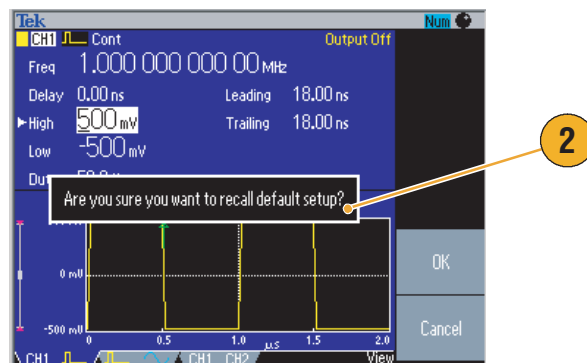 Tek Num
CH1 Cont Output Off
Freq 1.000 000 000 00 MHz
Delay 0.00 ns Leading 18.00 ns
High 500 mV Trailing 18.00 ns
Low -500 mV
2
Are you sure you want to recall default setup?
0 mV
OK
-500 mV
0 0.5 1.0 µs 1.5 2.0
Cancel
CH1 CH1 CH2 View